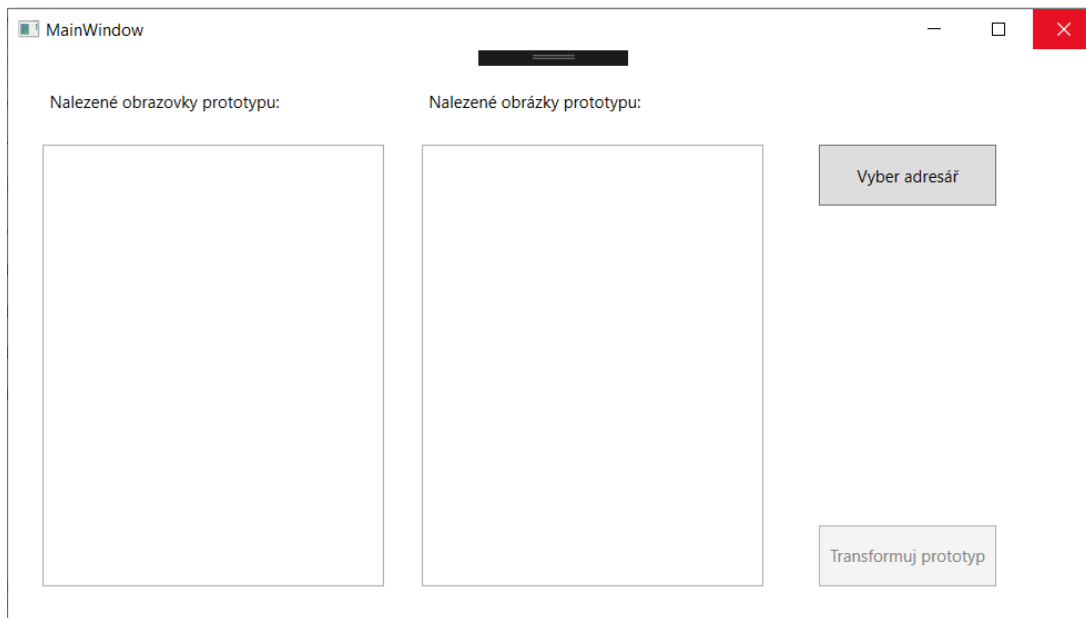 MainWindow
Nalezené obrazovky prototypu:
Nalezené obrázky prototypu:
Vyber adresář
Transformuj prototyp